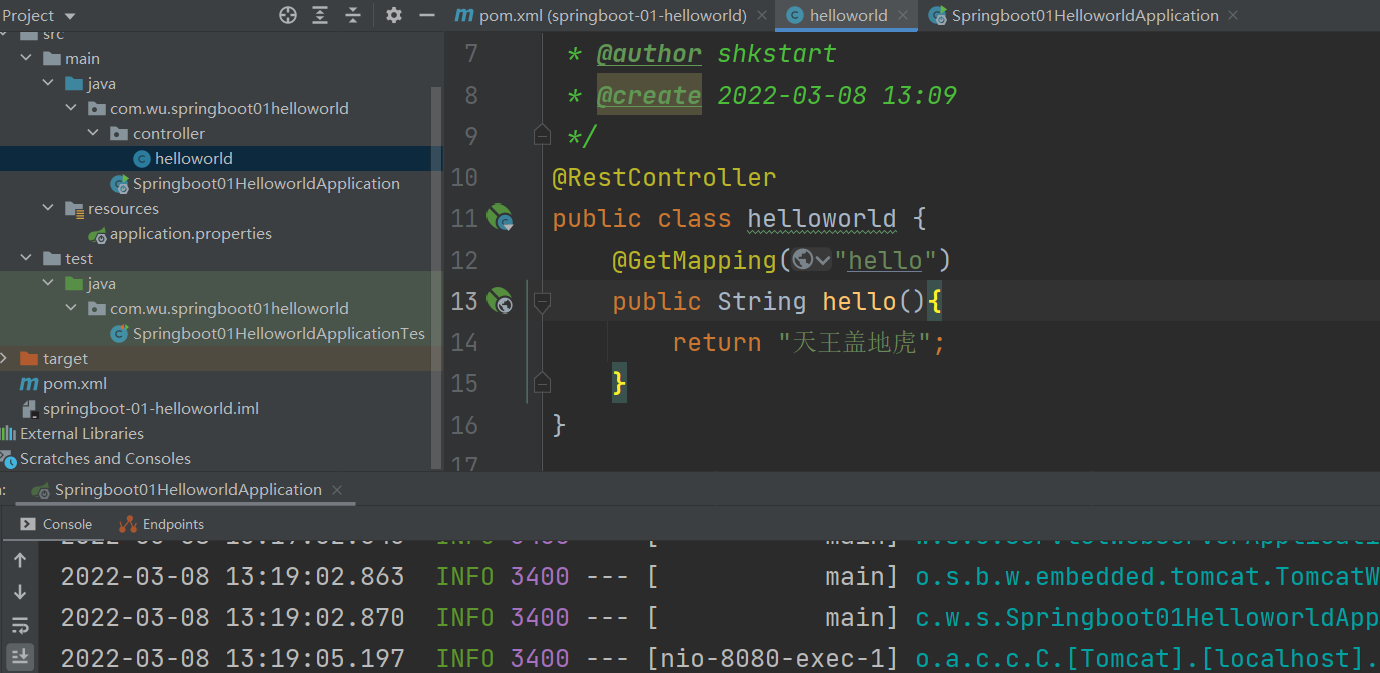 Project
pom.xml (springboot-01-helloworld)
helloworld
Springboot01HelloworldApplication
src
main
java
com.wu.springboot01helloworld
controller
helloworld
Springboot01HelloworldApplication
resources
application.properties
test
java
com.wu.springboot01helloworld
Springboot01HelloworldApplicationTes
target
pom.xml
springboot-01-helloworld.iml
External Libraries
Scratches and Consoles
7 * @author shkstart
8 * @create 2022-03-08 13:09
9 */
10 @RestController
11 public class helloworld {
12 @GetMapping("hello")
13 public String hello(){
14 return "天王盖地虎";
15 }
16 }
17
Springboot01HelloworldApplication
Console Endpoints
2022-03-08 13:19:02.863 INFO 3400 --- [ main] o.s.b.w.embedded.tomcat.TomcatW
2022-03-08 13:19:02.870 INFO 3400 --- [ main] c.w.s.Springboot01HelloworldApp
2022-03-08 13:19:05.197 INFO 3400 --- [nio-8080-exec-1] o.a.c.c.C.[Tomcat].[localhost].